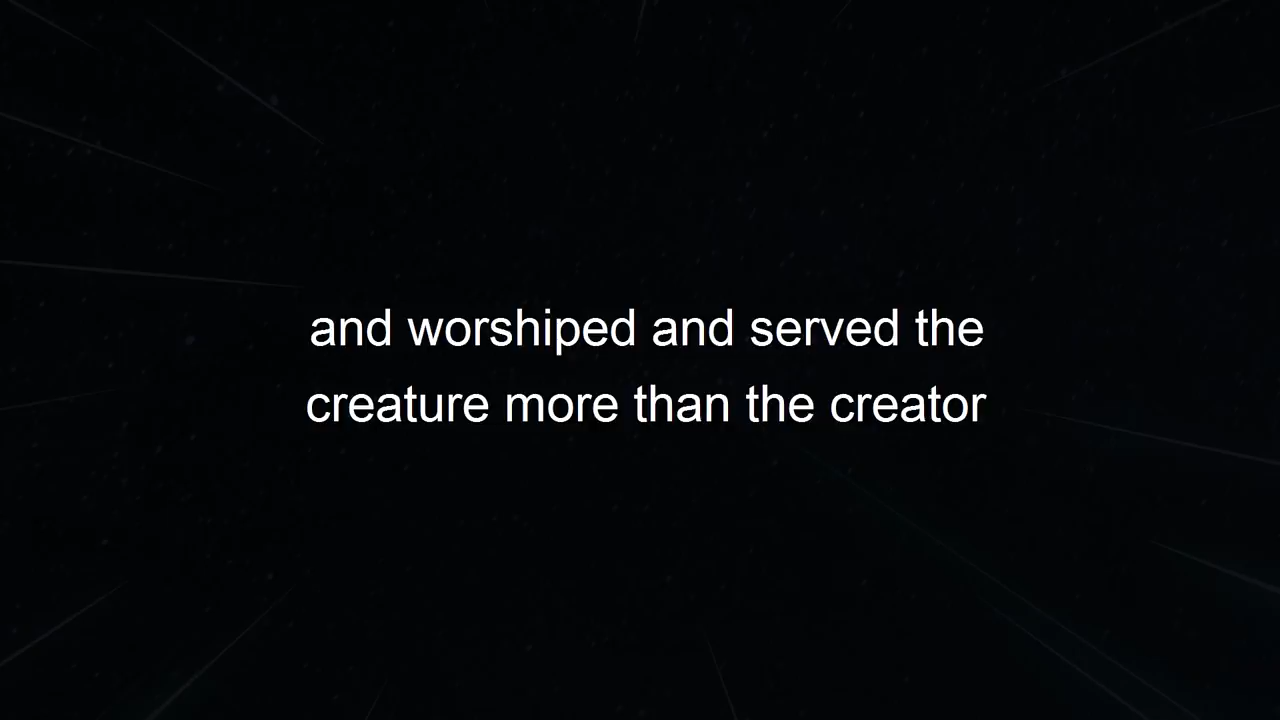 and worshiped and served the
creature more than the creator